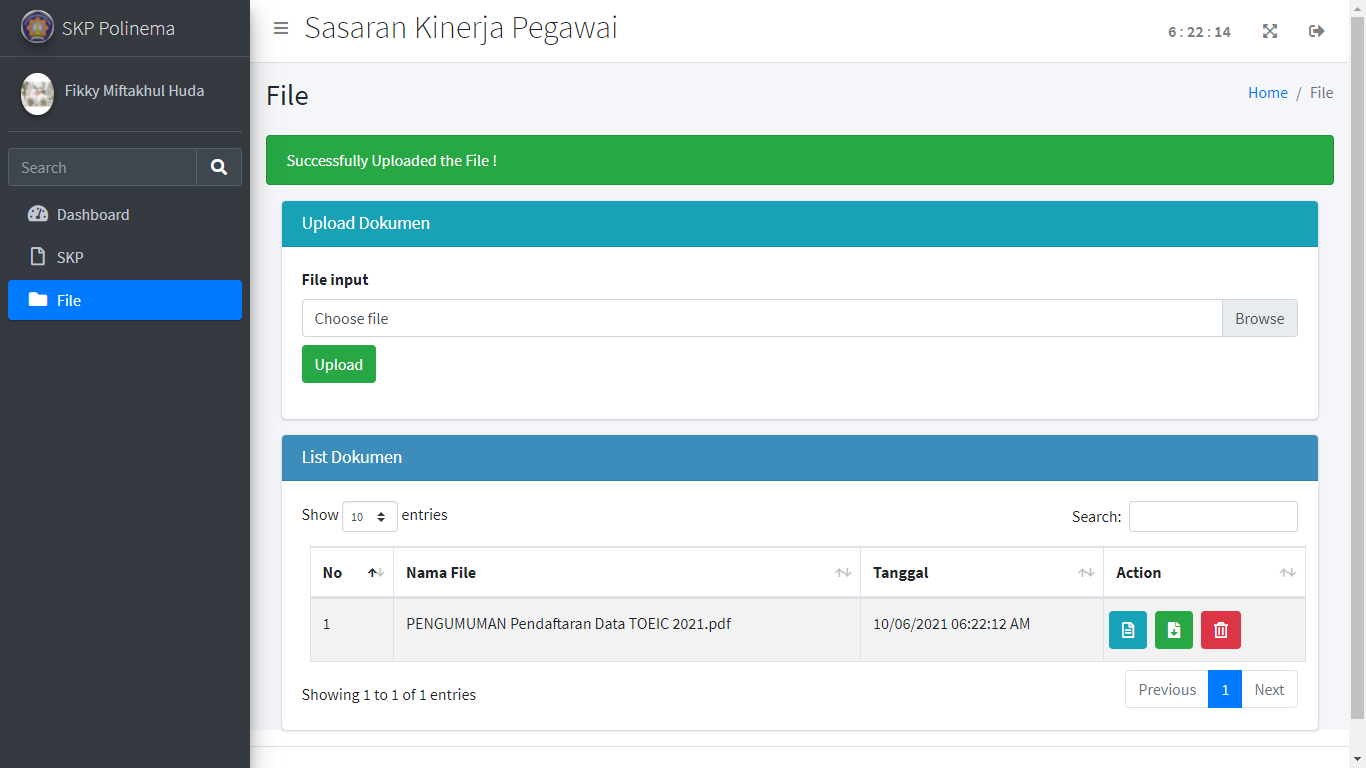 SKP Polinema
Sasaran Kinerja Pegawai
6 : 22 : 14
Fikky Miftakhul Huda
Search
Dashboard
SKP
File
File
Home / File
Successfully Uploaded the File !
Upload Dokumen
File input
Choose file Browse
Upload
List Dokumen
Show 10 entries Search:
No Nama File Tanggal Action
1 PENGUMUMAN Pendaftaran Data TOEIC 2021.pdf 10/06/2021 06:22:12 AM
Showing 1 to 1 of 1 entries Previous 1 Next